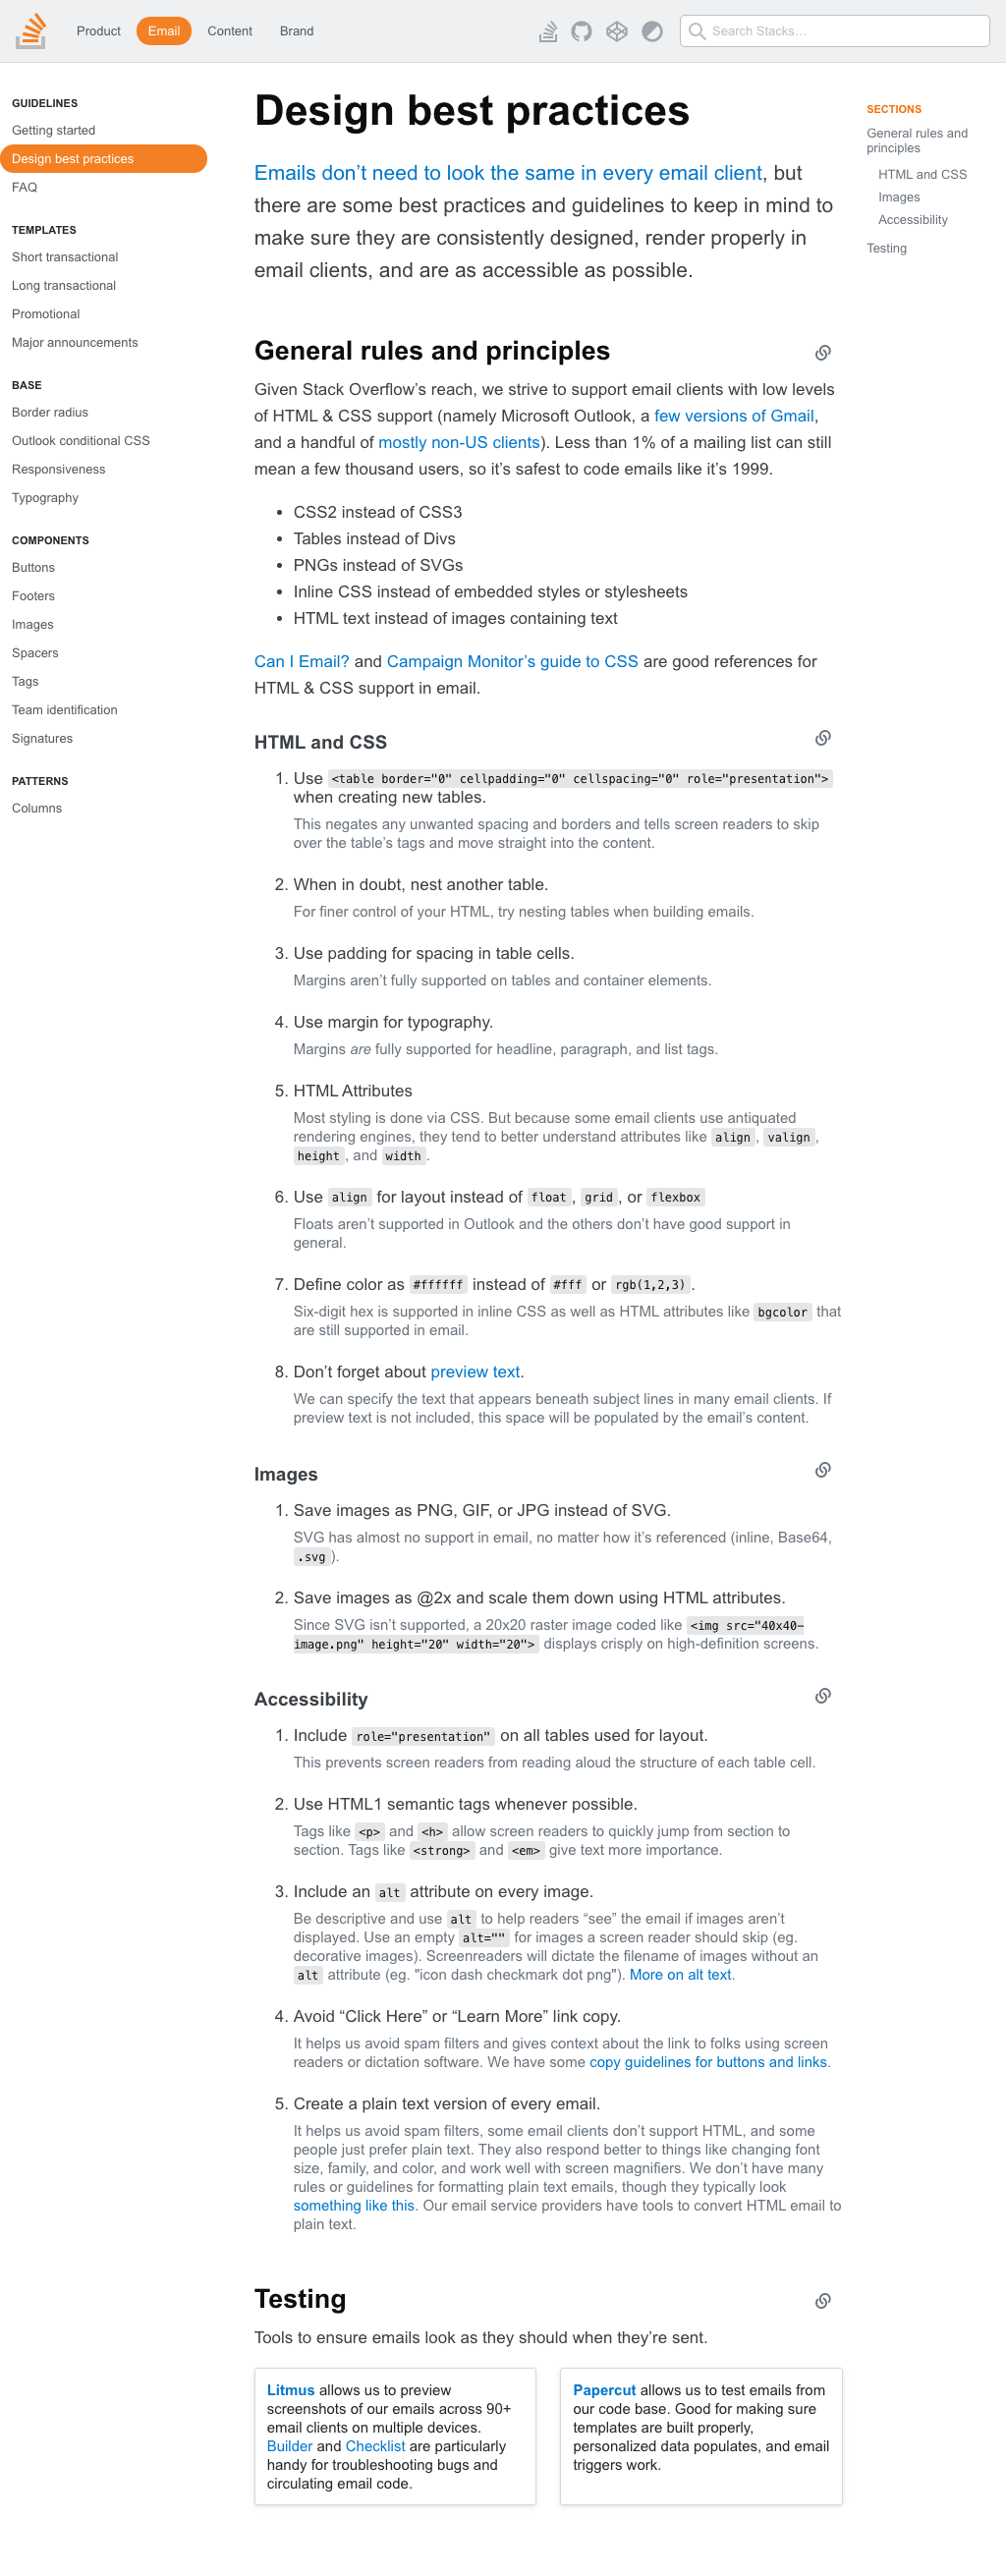 Product Email Content Brand
Search Stacks…
GUIDELINES
Getting started
Design best practices
FAQ
TEMPLATES
Short transactional
Long transactional
Promotional
Major announcements
BASE
Border radius
Outlook conditional CSS
Responsiveness
Typography
COMPONENTS
Buttons
Footers
Images
Spacers
Tags
Team identification
Signatures
PATTERNS
Columns
Design best practices
Emails don’t need to look the same in every email client, but
there are some best practices and guidelines to keep in mind to
make sure they are consistently designed, render properly in
email clients, and are as accessible as possible.
General rules and principles
Given Stack Overflow’s reach, we strive to support email clients with low levels
of HTML & CSS support (namely Microsoft Outlook, a few versions of Gmail,
and a handful of mostly non-US clients). Less than 1% of a mailing list can still
mean a few thousand users, so it’s safest to code emails like it’s 1999.
• CSS2 instead of CSS3
• Tables instead of Divs
• PNGs instead of SVGs
• Inline CSS instead of embedded styles or stylesheets
• HTML text instead of images containing text
Can I Email? and Campaign Monitor’s guide to CSS are good references for
HTML & CSS support in email.
HTML and CSS
1. Use <table border="0" cellpadding="0" cellspacing="0" role="presentation">
when creating new tables.
This negates any unwanted spacing and borders and tells screen readers to skip
over the table’s tags and move straight into the content.
2. When in doubt, nest another table.
For finer control of your HTML, try nesting tables when building emails.
3. Use padding for spacing in table cells.
Margins aren’t fully supported on tables and container elements.
4. Use margin for typography.
Margins are fully supported for headline, paragraph, and list tags.
5. HTML Attributes
Most styling is done via CSS. But because some email clients use antiquated
rendering engines, they tend to better understand attributes like align, valign,
height, and width.
6. Use align for layout instead of float, grid, or flexbox
Floats aren’t supported in Outlook and the others don’t have good support in
general.
7. Define color as #ffffff instead of #fff or rgb(1,2,3).
Six-digit hex is supported in inline CSS as well as HTML attributes like bgcolor that
are still supported in email.
8. Don’t forget about preview text.
We can specify the text that appears beneath subject lines in many email clients. If
preview text is not included, this space will be populated by the email’s content.
Images
1. Save images as PNG, GIF, or JPG instead of SVG.
SVG has almost no support in email, no matter how it’s referenced (inline, Base64,
.svg).
2. Save images as @2x and scale them down using HTML attributes.
Since SVG isn’t supported, a 20x20 raster image coded like <img src="40x40-
image.png" height="20" width="20"> displays crisply on high-definition screens.
Accessibility
1. Include role="presentation" on all tables used for layout.
This prevents screen readers from reading aloud the structure of each table cell.
2. Use HTML1 semantic tags whenever possible.
Tags like <p> and <h> allow screen readers to quickly jump from section to
section. Tags like <strong> and <em> give text more importance.
3. Include an alt attribute on every image.
Be descriptive and use alt to help readers “see” the email if images aren’t
displayed. Use an empty alt="" for images a screen reader should skip (eg.
decorative images). Screenreaders will dictate the filename of images without an
alt attribute (eg. "icon dash checkmark dot png"). More on alt text.
4. Avoid “Click Here” or “Learn More” link copy.
It helps us avoid spam filters and gives context about the link to folks using screen
readers or dictation software. We have some copy guidelines for buttons and links.
5. Create a plain text version of every email.
It helps us avoid spam filters, some email clients don’t support HTML, and some
people just prefer plain text. They also respond better to things like changing font
size, family, and color, and work well with screen magnifiers. We don’t have many
rules or guidelines for formatting plain text emails, though they typically look
something like this. Our email service providers have tools to convert HTML email to
plain text.
Testing
Tools to ensure emails look as they should when they’re sent.
Litmus allows us to preview
screenshots of our emails across 90+
email clients on multiple devices.
Builder and Checklist are particularly
handy for troubleshooting bugs and
circulating email code.
Papercut allows us to test emails from
our code base. Good for making sure
templates are built properly,
personalized data populates, and email
triggers work.
SECTIONS
General rules and
principles
HTML and CSS
Images
Accessibility
Testing